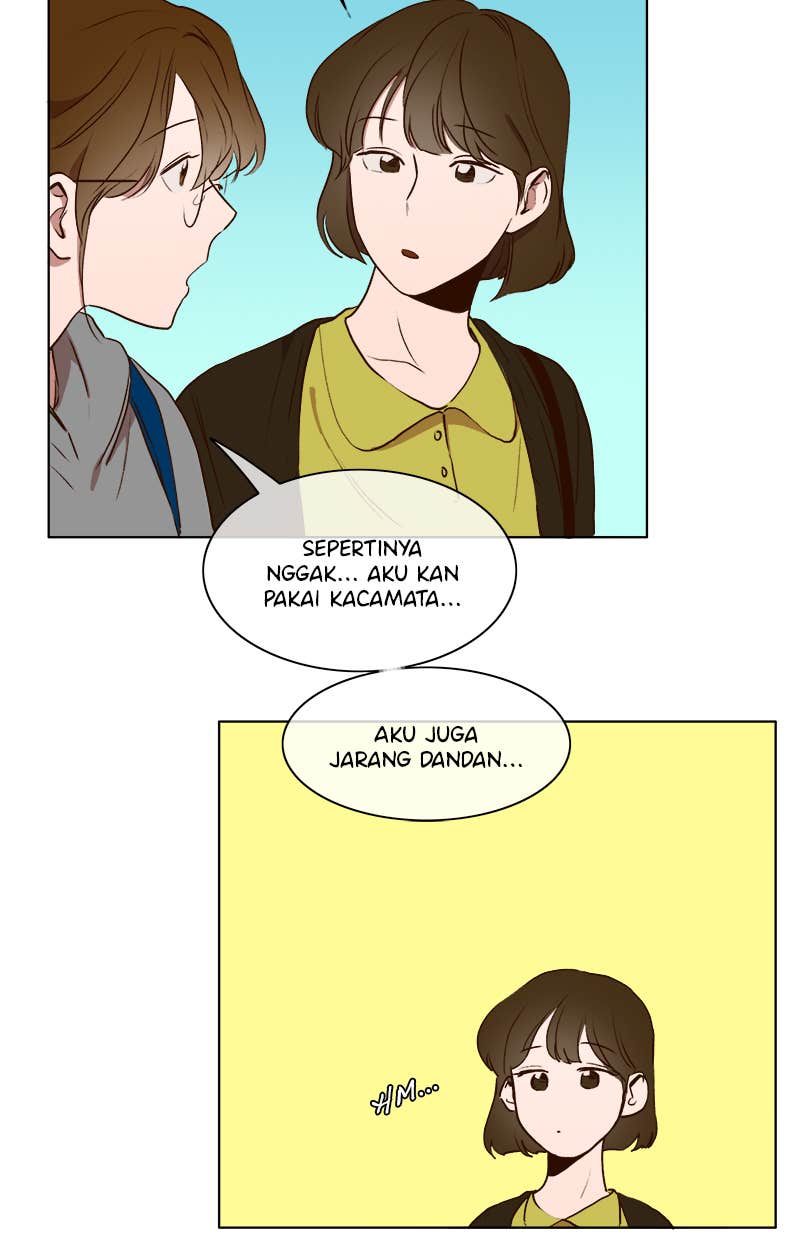 SEPERTINYA
NGGAK... AKU KAN
PAKAI KACAMATA...
AKU JUGA
JARANG DANDAN...
HM...